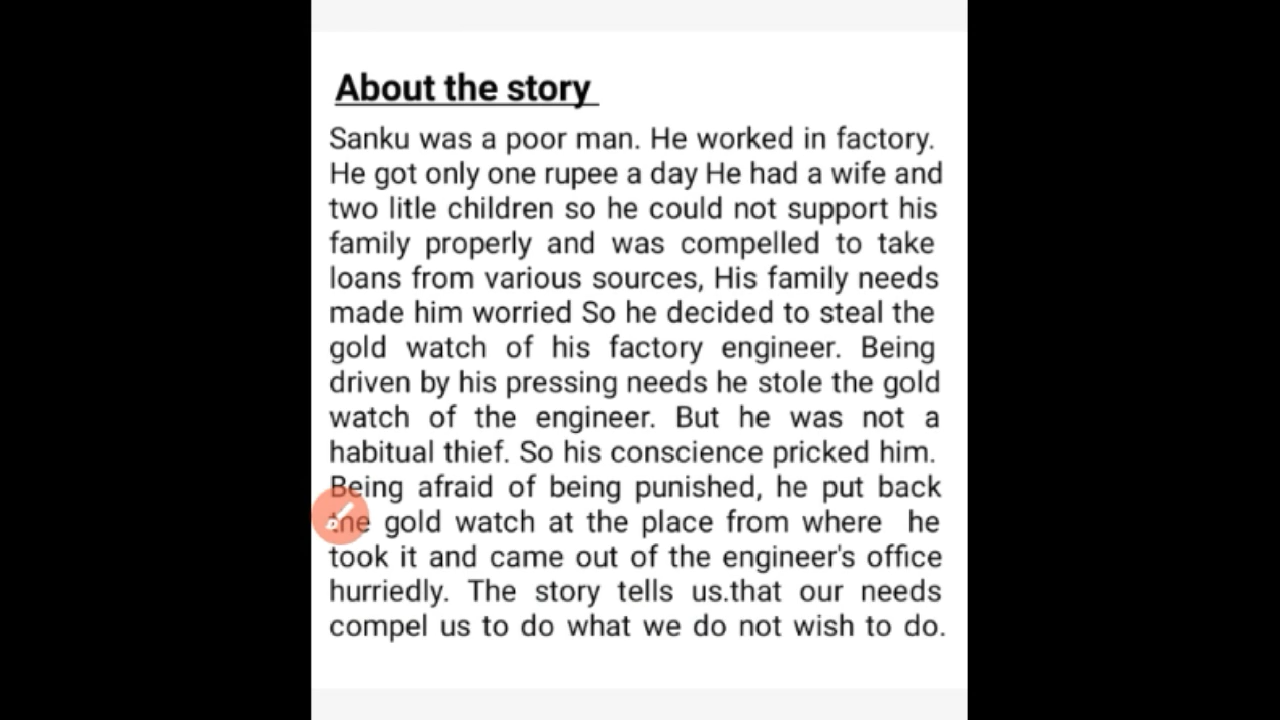 About the story
Sanku was a poor man. He worked in factory.
He got only one rupee a day He had a wife and
two litle children so he could not support his
family properly and was compelled to take
loans from various sources, His family needs
made him worried So he decided to steal the
gold watch of his factory engineer. Being
driven by his pressing needs he stole the gold
watch of the engineer. But he was not a
habitual thief. So his conscience pricked him.
Being afraid of being punished, he put back
the gold watch at the place from where he
took it and came out of the engineer's office
hurriedly. The story tells us.that our needs
compel us to do what we do not wish to do.